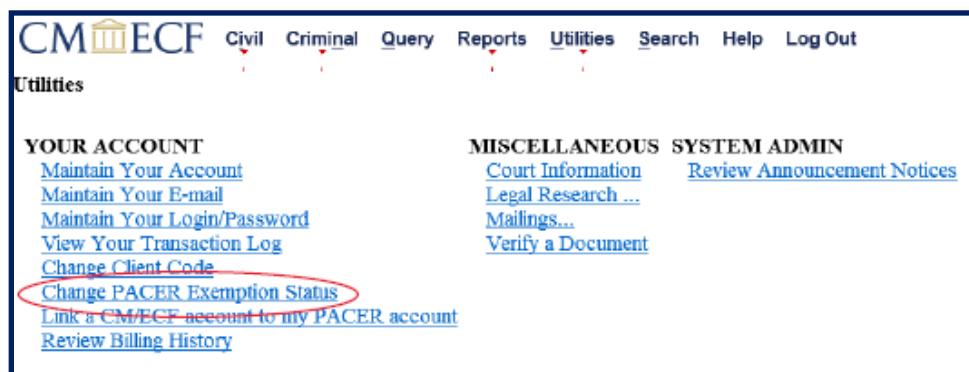 CM ECF Civil Criminal Query Reports Utilities Search Help Log Out
Utilities
YOUR ACCOUNT
Maintain Your Account
Maintain Your E-mail
Maintain Your Login/Password
View Your Transaction Log
Change Client Code
Change PACER Exemption Status
Link a CM/ECF account to my PACER account
Review Billing History
MISCELLANEOUS
Court Information
Legal Research ...
Mailings...
Verify a Document
SYSTEM ADMIN
Review Announcement Notices